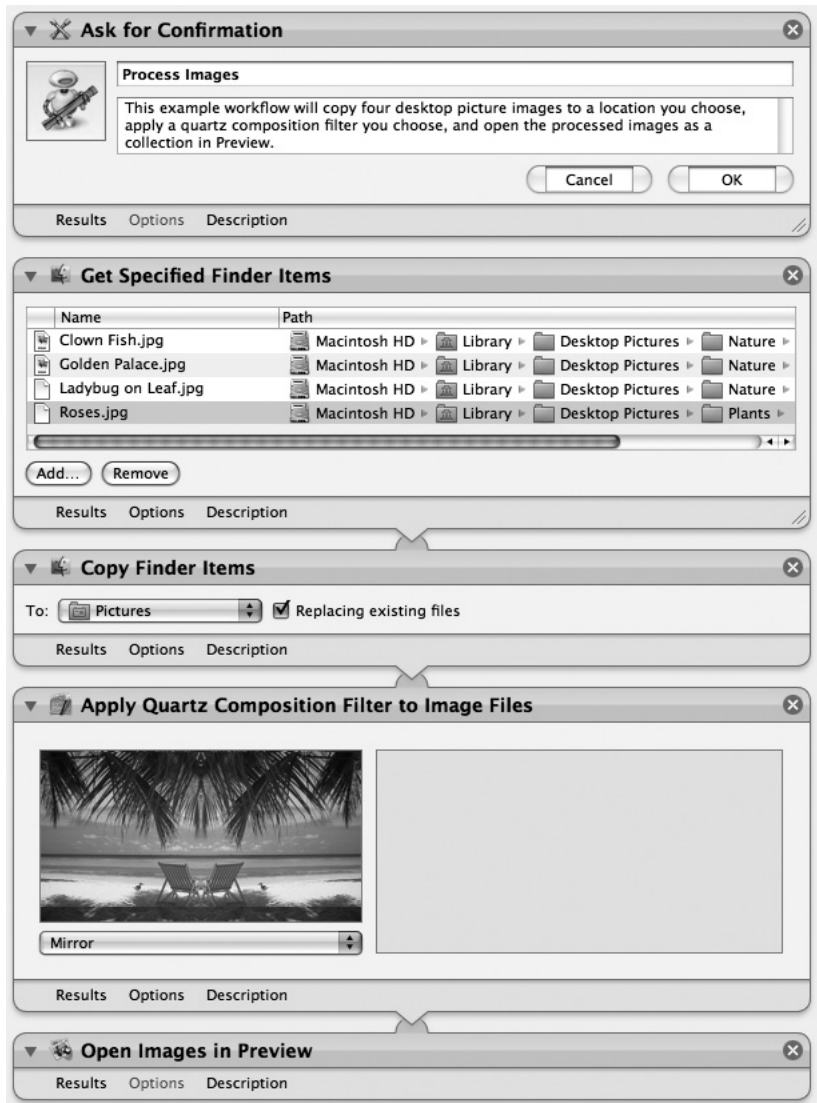 Ask for Confirmation
Process Images
This example workflow will copy four desktop picture images to a location you choose,
apply a quartz composition filter you choose, and open the processed images as a
collection in Preview.
Cancel OK
Results Options Description
Get Specified Finder Items
Name Path
Clown Fish.jpg Macintosh HD Library Desktop Pictures Nature
Golden Palace.jpg Macintosh HD Library Desktop Pictures Nature
Ladybug on Leaf.jpg Macintosh HD Library Desktop Pictures Nature
Roses.jpg Macintosh HD Library Desktop Pictures Plants
Add... Remove
Results Options Description
Copy Finder Items
To: Pictures Replacing existing files
Results Options Description
Apply Quartz Composition Filter to Image Files
Mirror
Results Options Description
Open Images in Preview
Results Options Description